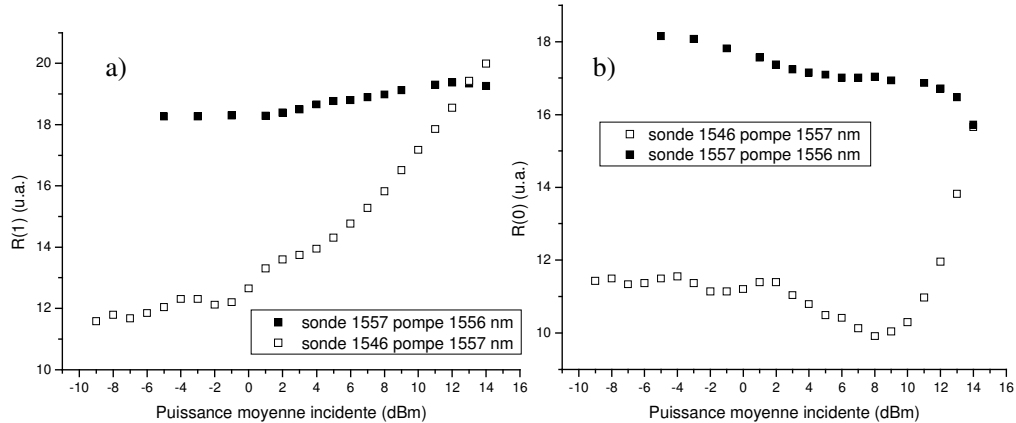 a)
R(1) (u.a.)
20
18
16
14
12
10
-10 -8 -6 -4 -2 0 2 4 6 8 10 12 14 16
Puissance moyenne incidente (dBm)
sonde 1557 pompe 1556 nm
sonde 1546 pompe 1557 nm
b)
R(0) (u.a.)
18
16
14
12
10
-10 -8 -6 -4 -2 0 2 4 6 8 10 12 14 16
Puissance moyenne incidente (dBm)
sonde 1546 pompe 1557 nm
sonde 1557 pompe 1556 nm